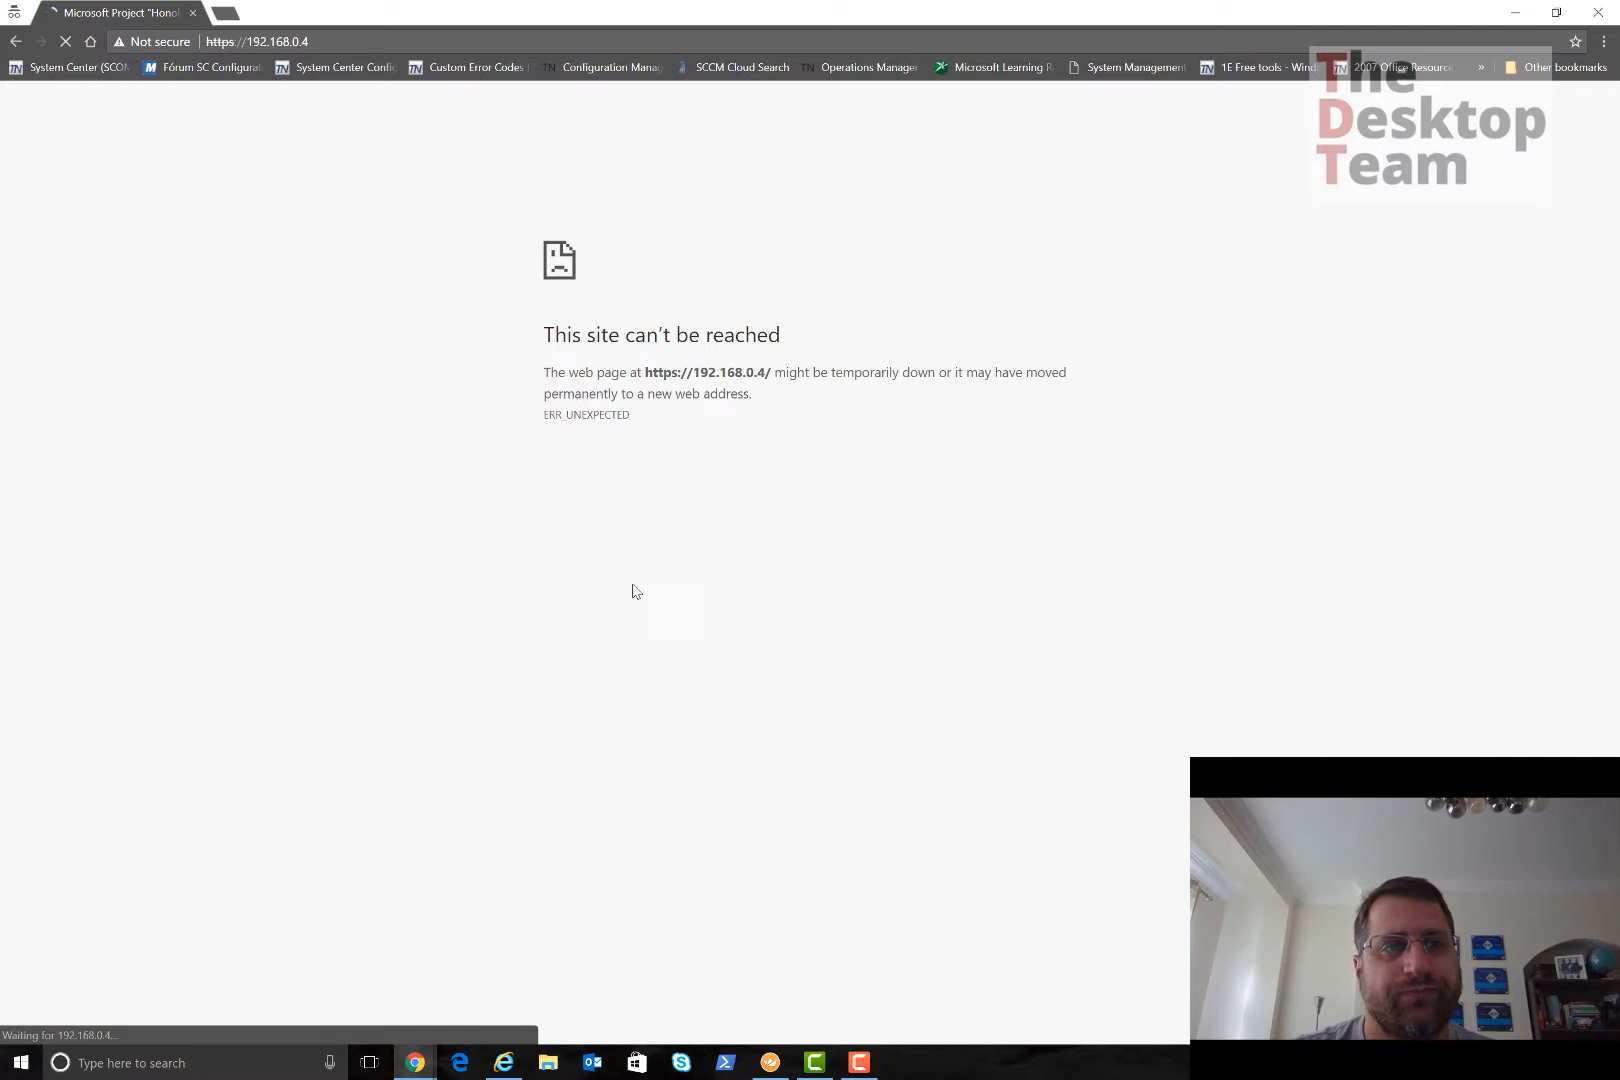 Microsoft Project "Hono
Not secure
https://192.168.0.4
System Center (SCOM
Fórum SC Configurat
System Center Config
Custom Error Codes
Configuration Manag
SCCM Cloud Search
Operations Manager
Microsoft Learning R
System Management
1E Free tools - Wind
2007 Office Resource
»
Other bookmarks
The
Desktop
Team
This site can't be reached
The web page at https://192.168.0.4/ might be temporarily down or it may have moved
permanently to a new web address.
ERR_UNEXPECTED
Waiting for 192.168.0.4...
Type here to search